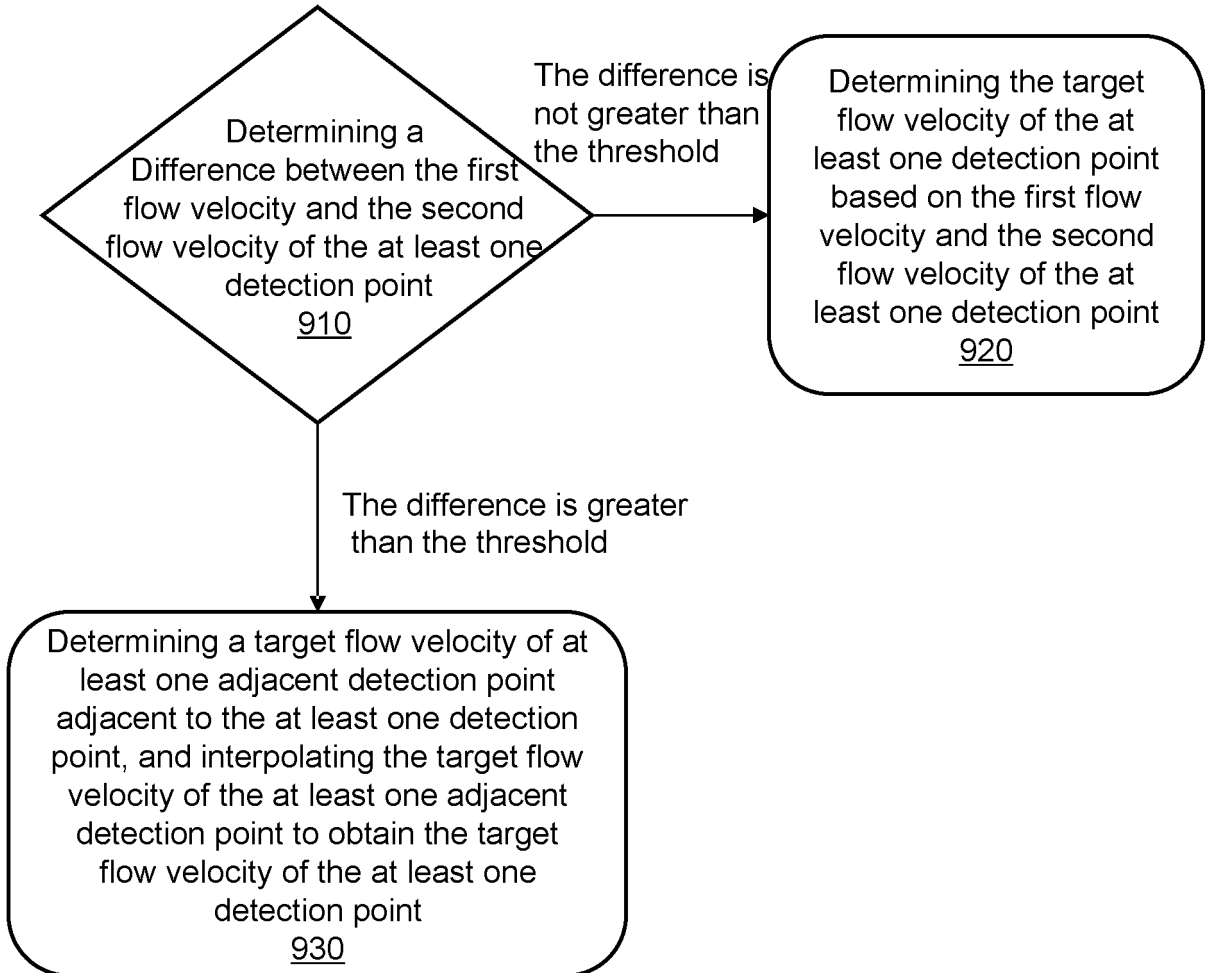 Determining a
Difference between the first
flow velocity and the second
flow velocity of the at least one
detection point
910
The difference is
not greater than
the threshold
Determining the target
flow velocity of the at
least one detection point
based on the first flow
velocity and the second
flow velocity of the at
least one detection point
920
The difference is greater
than the threshold
Determining a target flow velocity of at
least one adjacent detection point
adjacent to the at least one detection
point, and interpolating the target flow
velocity of the at least one adjacent
detection point to obtain the target
flow velocity of the at least one
detection point
930